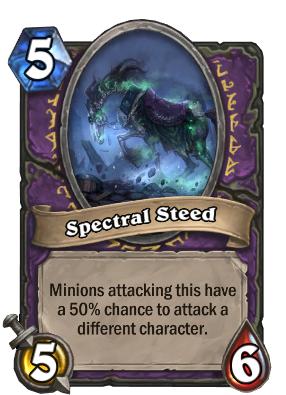 5
Spectral Steed
Minions attacking this have
a 50% chance to attack a
different character.
5
6